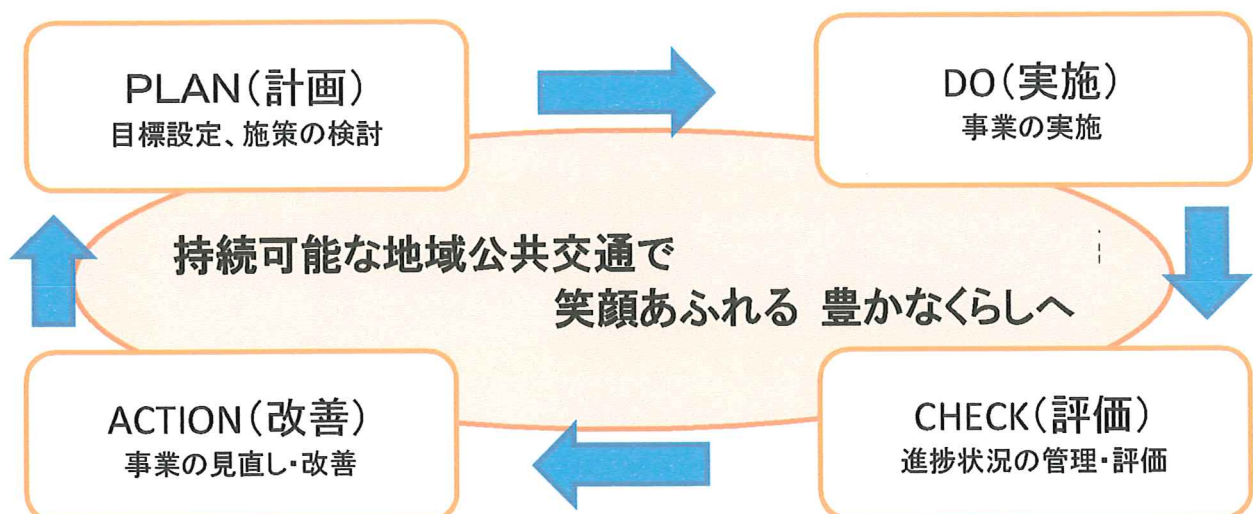 PLAN(計画)
目標設定、施策の検討
DO(実施)
事業の実施
持続可能な地域公共交通で
笑顔あふれる 豊かなくらしへ
ACTION(改善)
事業の見直し・改善
CHECK(評価)
進捗状況の管理・評価